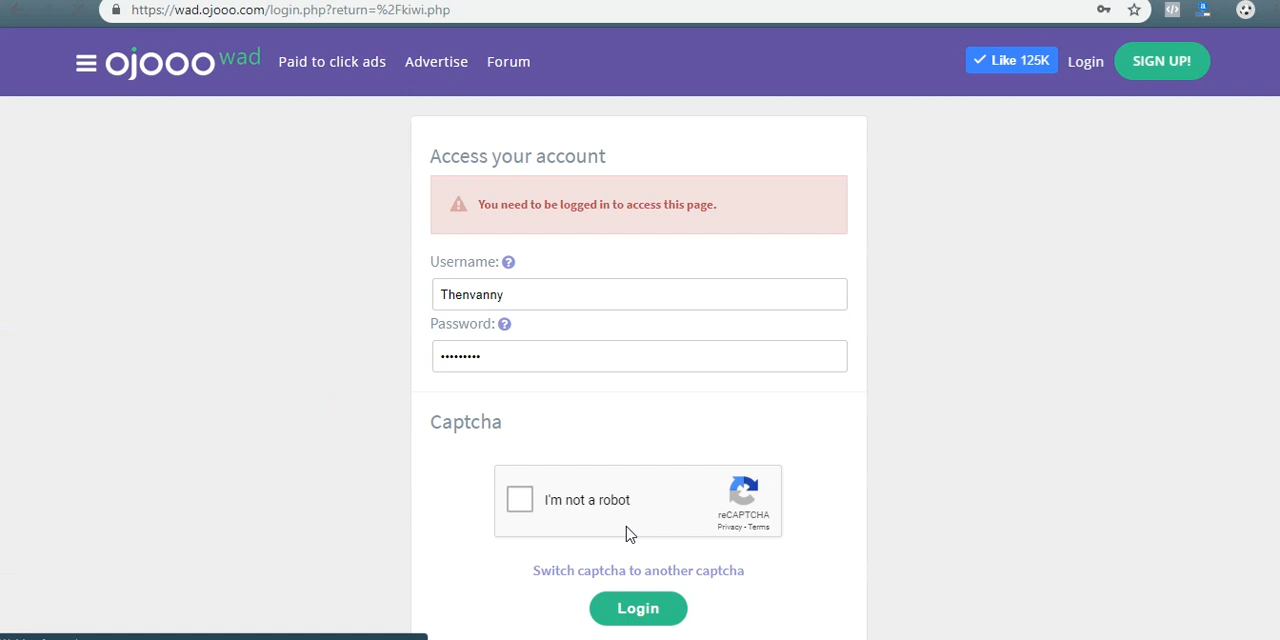 https://wad.ojooo.com/login.php?return=%2Fkiwi.php
ojooo wad Paid to click ads Advertise Forum Like 125K Login SIGN UP!
Access your account
You need to be logged in to access this page.
Username:
Thenvanny
Password:
•••••••••
Captcha
I'm not a robot
reCAPTCHA
Privacy - Terms
Switch captcha to another captcha
Login